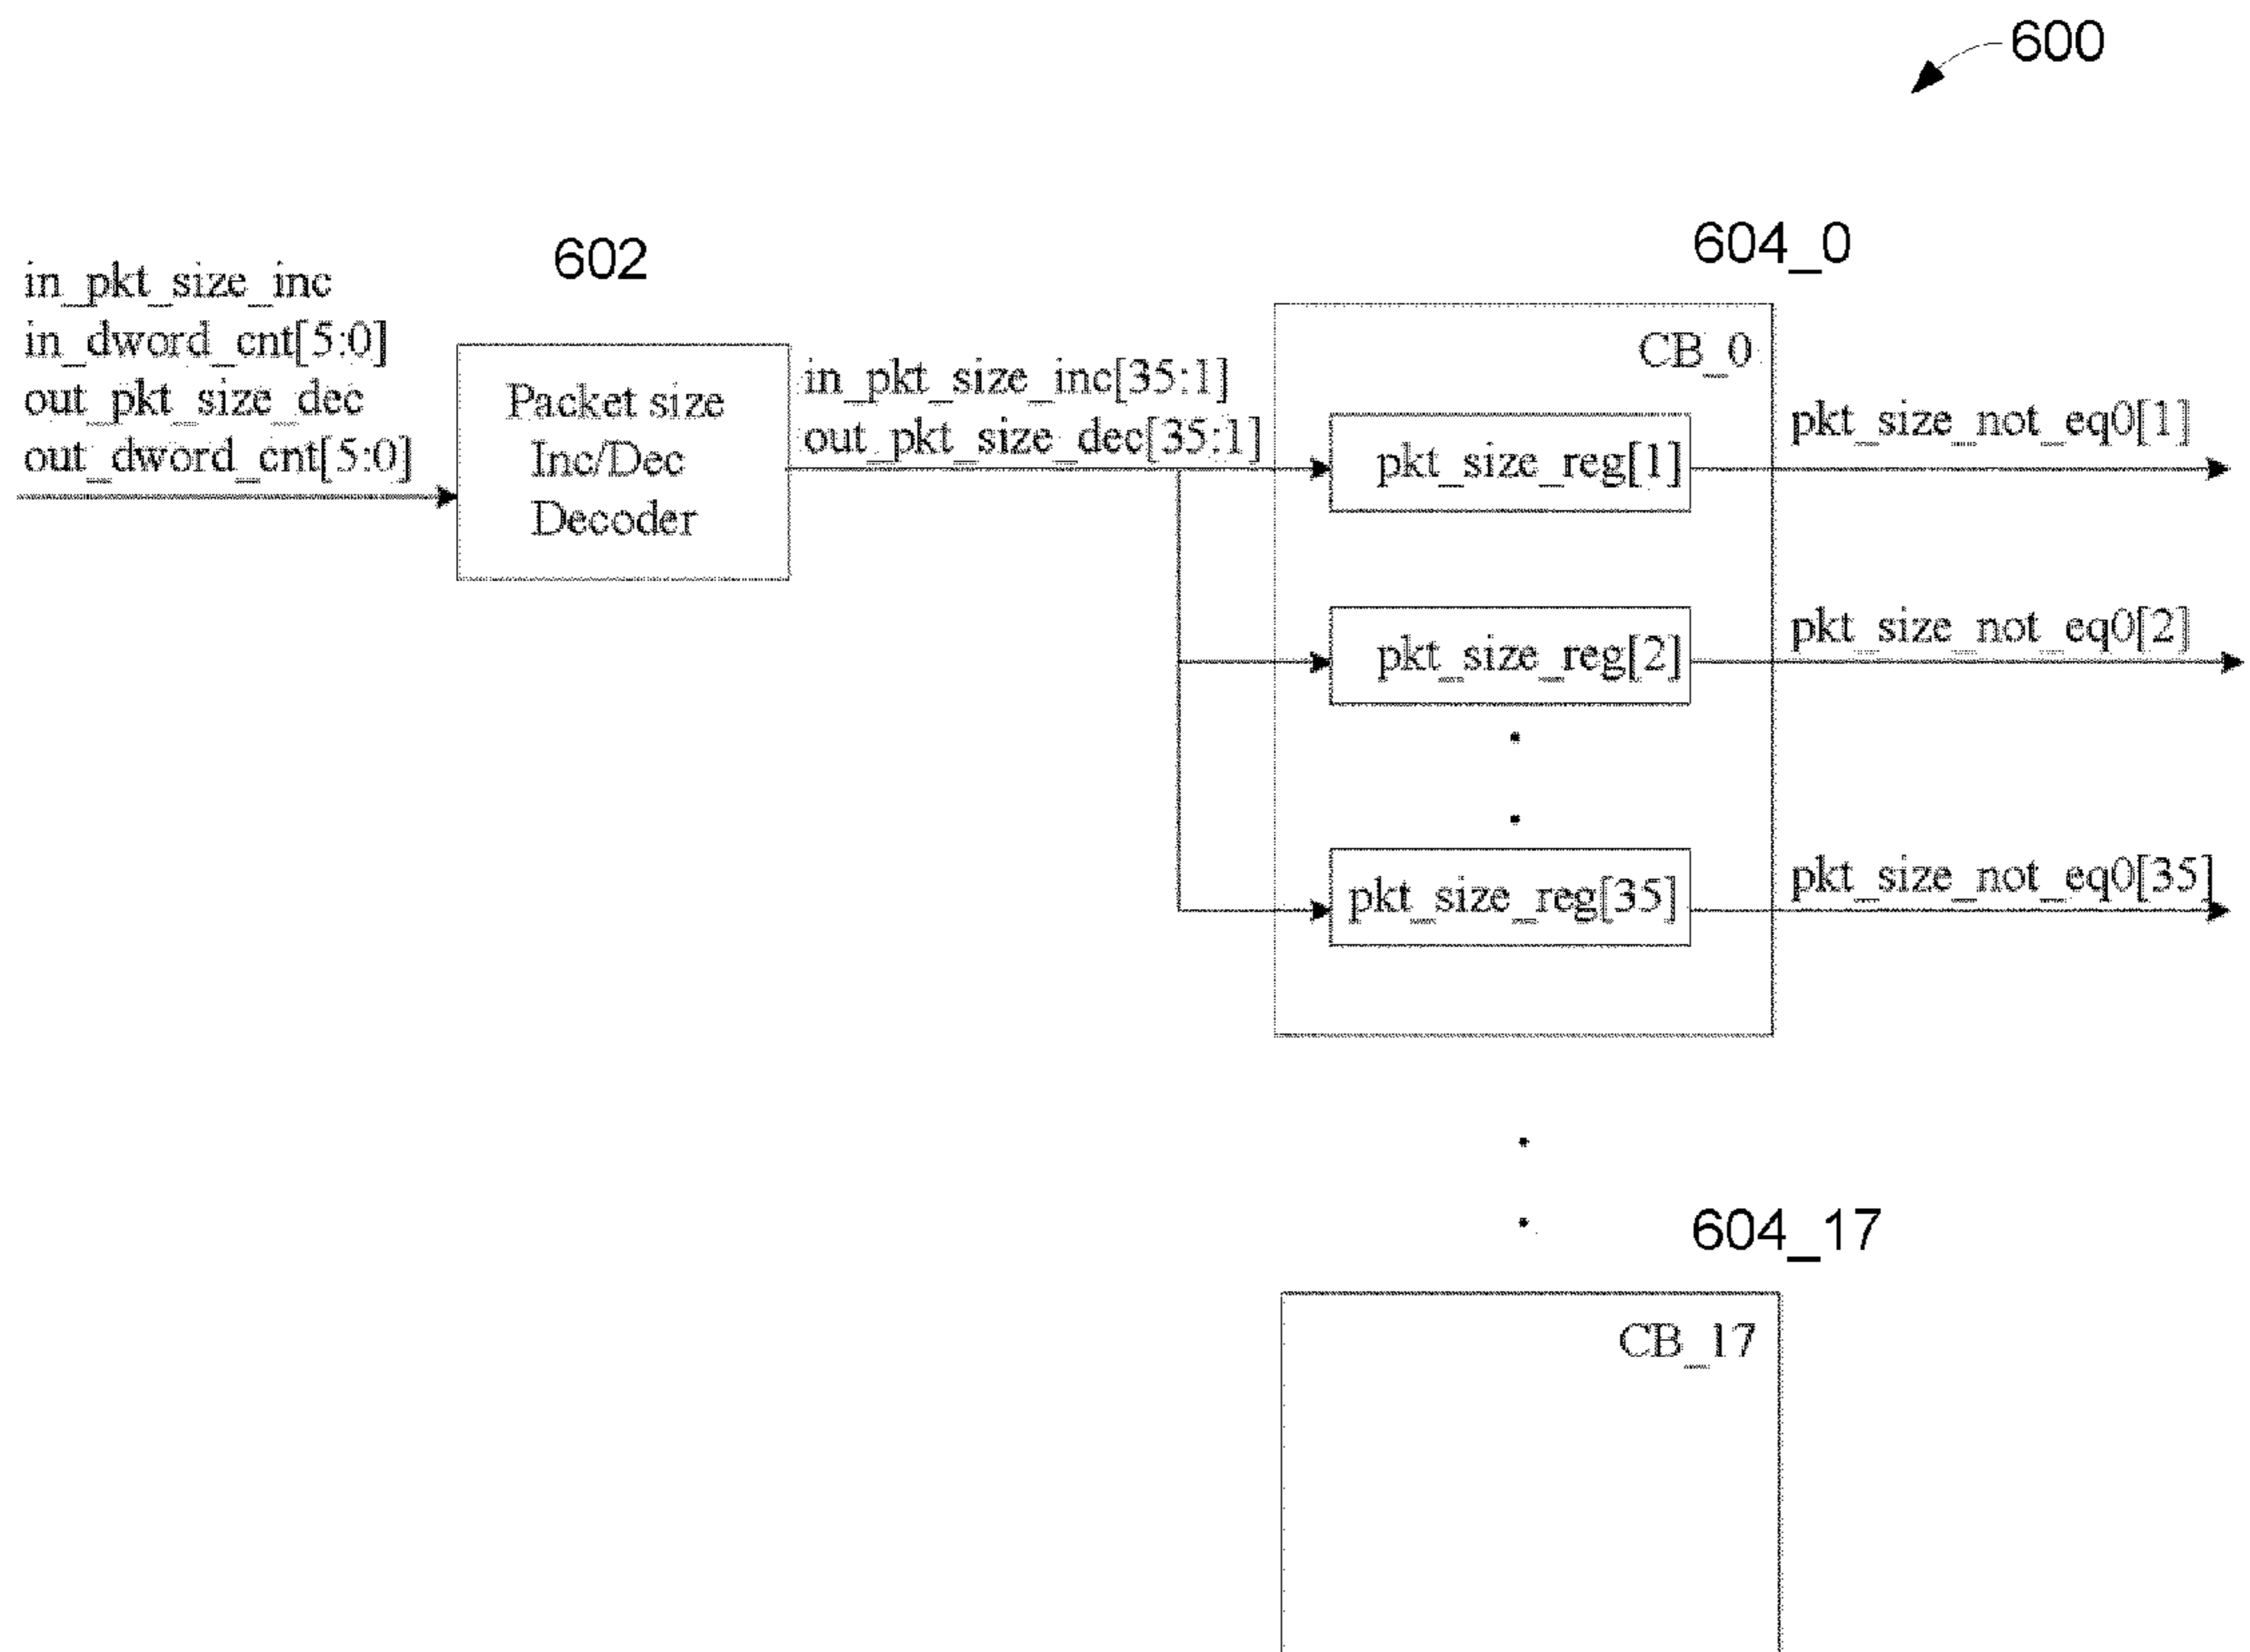 600
602
604_0
in_pkt_size_inc
in_dword_cnt[5:0]
out_pkt_size_dec
out_dword_cnt[5:0]
Packet size
Inc/Dec
Decoder
in_pkt_size_inc[35:1]
out_pkt_size_dec[35:1]
CB_0
pkt_size_reg[1]
pkt_size_not_eq0[1]
pkt_size_reg[2]
pkt_size_not_eq0[2]
pkt_size_reg[35]
pkt_size_not_eq0[35]
604_17
CB_17